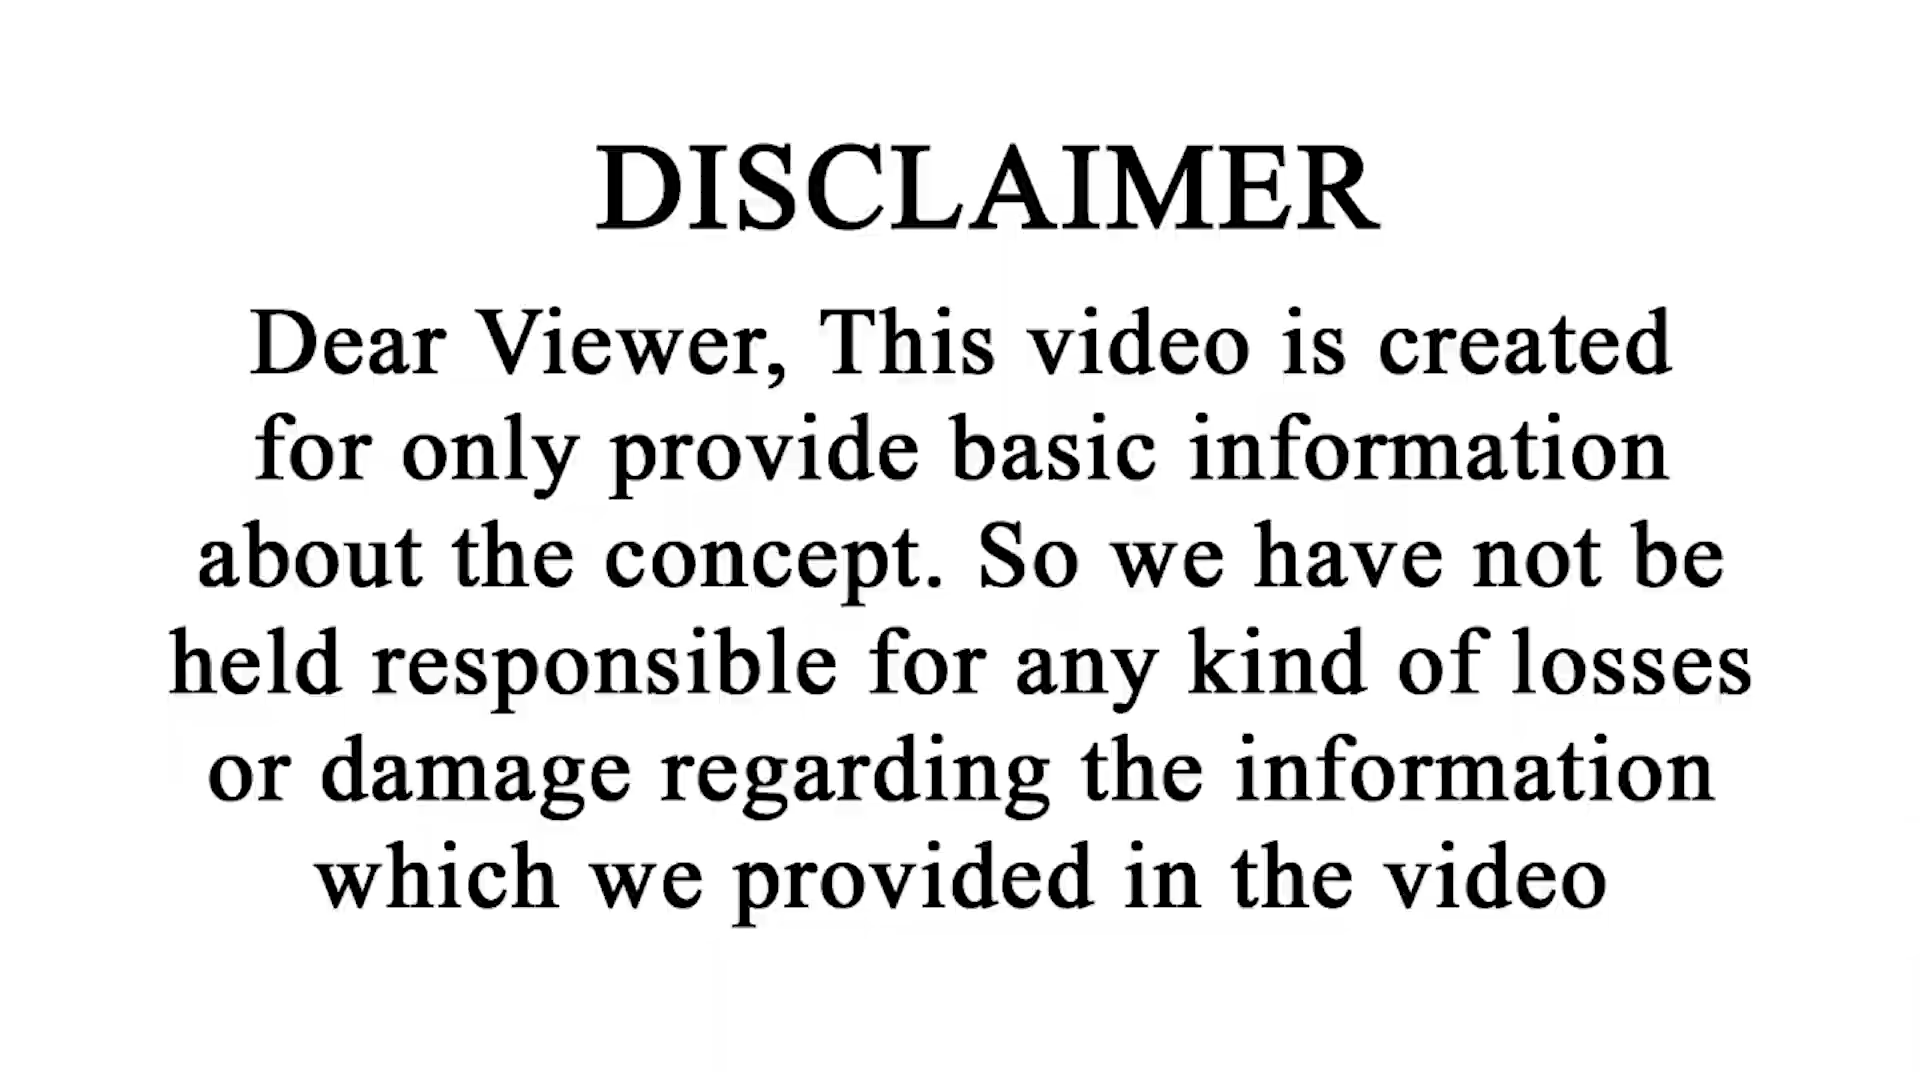 DISCLAIMER
Dear Viewer, This video is created
for only provide basic information
about the concept. So we have not be
held responsible for any kind of losses
or damage regarding the information
which we provided in the video